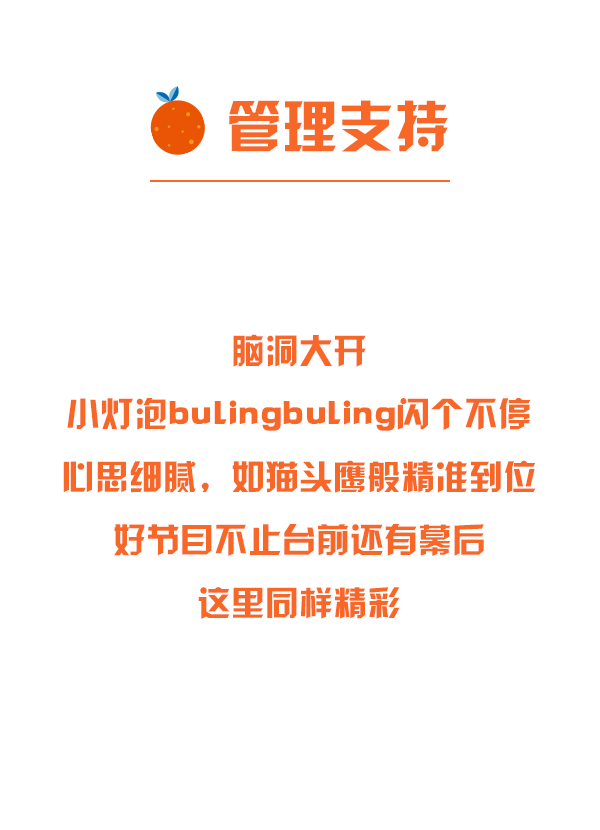 管理支持
脑洞大开
小灯泡bulingbuling闪个不停
心思细腻，如猫头鹰般精准到位
好节目不止台前还有幕后
这里同样精彩